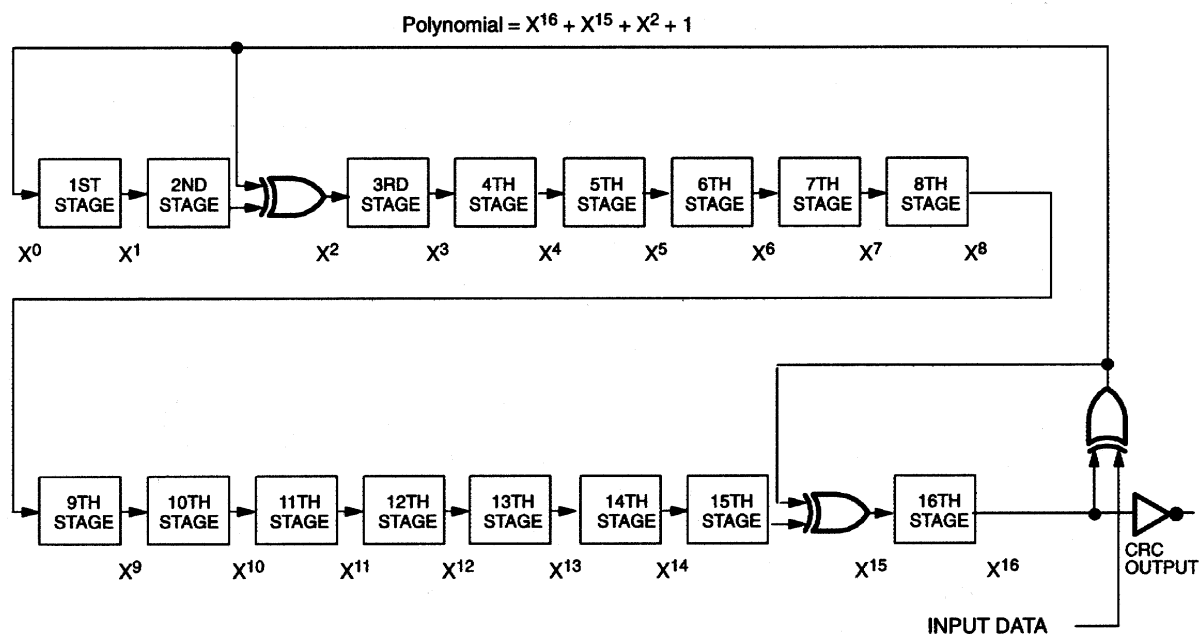 Polynomial = X¹⁶ + X¹⁵ + X² + 1
1ST STAGE
2ND STAGE
3RD STAGE
4TH STAGE
5TH STAGE
6TH STAGE
7TH STAGE
8TH STAGE
X⁰ X¹ X² X³ X⁴ X⁵ X⁶ X⁷ X⁸
9TH STAGE
10TH STAGE
11TH STAGE
12TH STAGE
13TH STAGE
14TH STAGE
15TH STAGE
16TH STAGE
X⁹ X¹⁰ X¹¹ X¹² X¹³ X¹⁴ X¹⁵ X¹⁶
CRC
OUTPUT
INPUT DATA